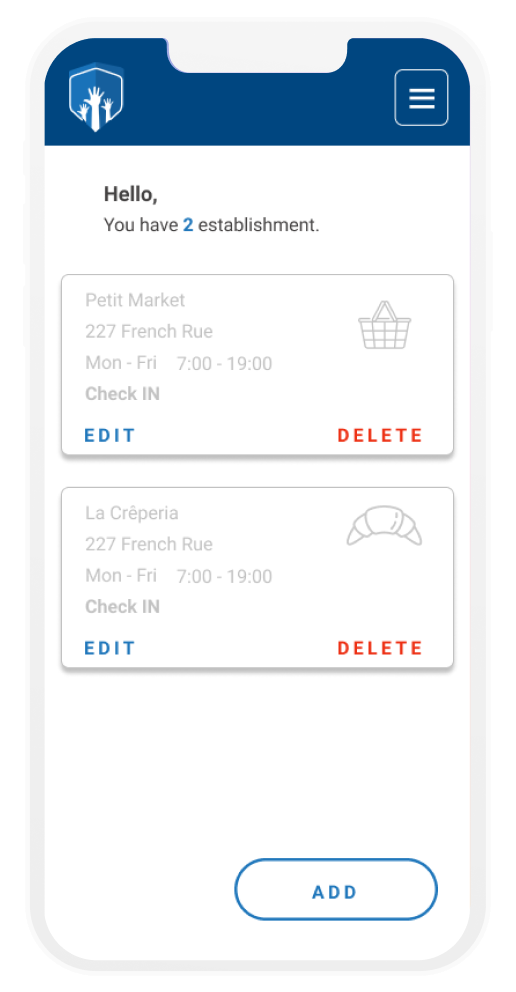 Hello,
You have 2 establishment.
Petit Market
227 French Rue
Mon - Fri 7:00 - 19:00
Check IN
EDIT DELETE
La Crêperia
227 French Rue
Mon - Fri 7:00 - 19:00
Check IN
EDIT DELETE
ADD